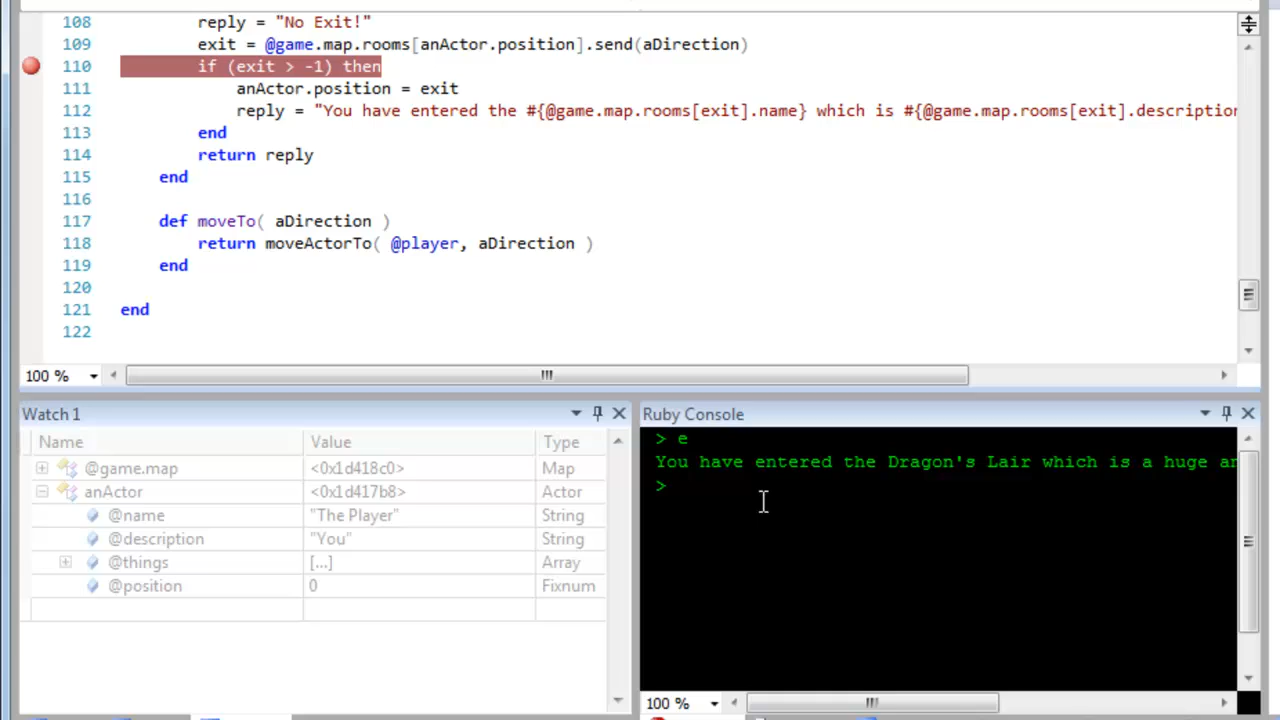 108 reply = "No Exit!"
109 exit = @game.map.rooms[anActor.position].send(aDirection)
110 if (exit > -1) then
111 anActor.position = exit
112 reply = "You have entered the #{@game.map.rooms[exit].name} which is #{@game.map.rooms[exit].description
113 end
114 return reply
115 end
116
117 def moveTo( aDirection )
118 return moveActorTo( @player, aDirection )
119 end
120
121 end
122
100 %
Watch 1
Name Value Type
@game.map <0x1d418c0> Map
anActor <0x1d417b8> Actor
@name "The Player" String
@description "You" String
@things [...] Array
@position 0 Fixnum
Ruby Console
> e
You have entered the Dragon's Lair which is a huge an
>
100 %